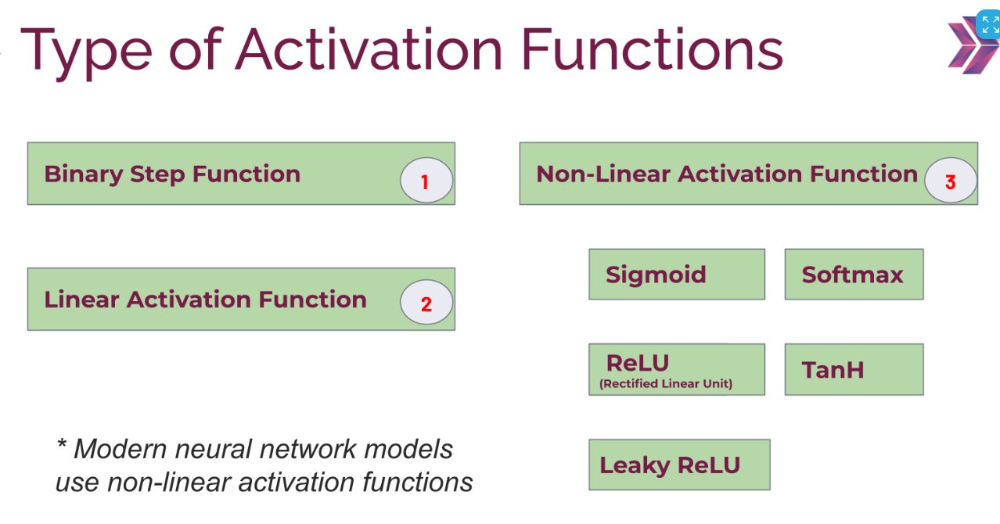 Type of Activation Functions
Binary Step Function
1
Linear Activation Function
2
* Modern neural network models
use non-linear activation functions
Non-Linear Activation Function
3
Sigmoid
Softmax
ReLU
(Rectified Linear Unit)
TanH
Leaky ReLU